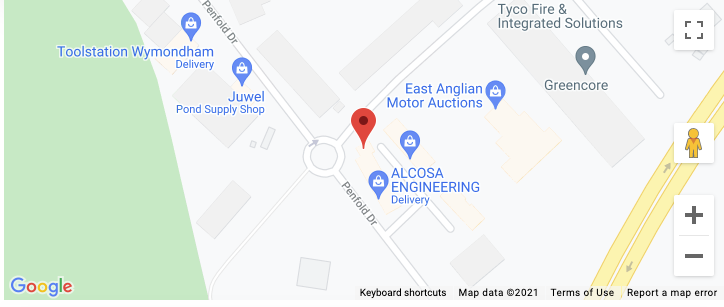 Tyco Fire &
Integrated Solutions
Penfold Dr
Toolstation Wymondham
Delivery
Greencore
East Anglian
Motor Auctions
Juwel
Pond Supply Shop
ALCOSA
ENGINEERING
Delivery
Penfold Dr
Google
Keyboard shortcuts
Map data ©2021
Terms of Use
Report a map error